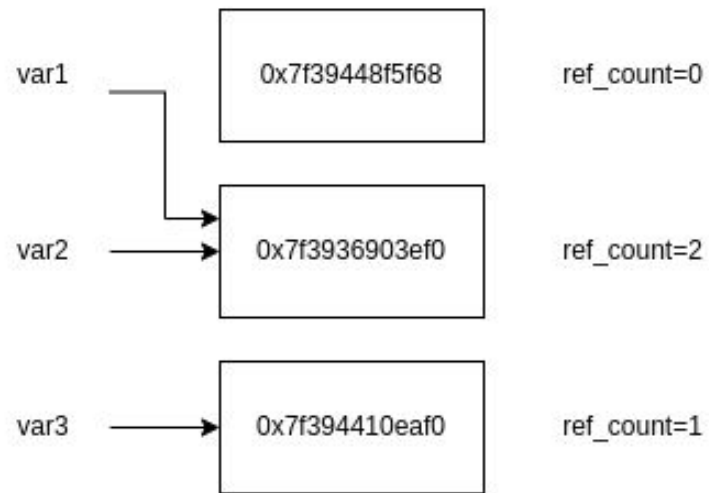 var1
0x7f39448f5f68
ref_count=0
var2
0x7f3936903ef0
ref_count=2
var3
0x7f394410eaf0
ref_count=1